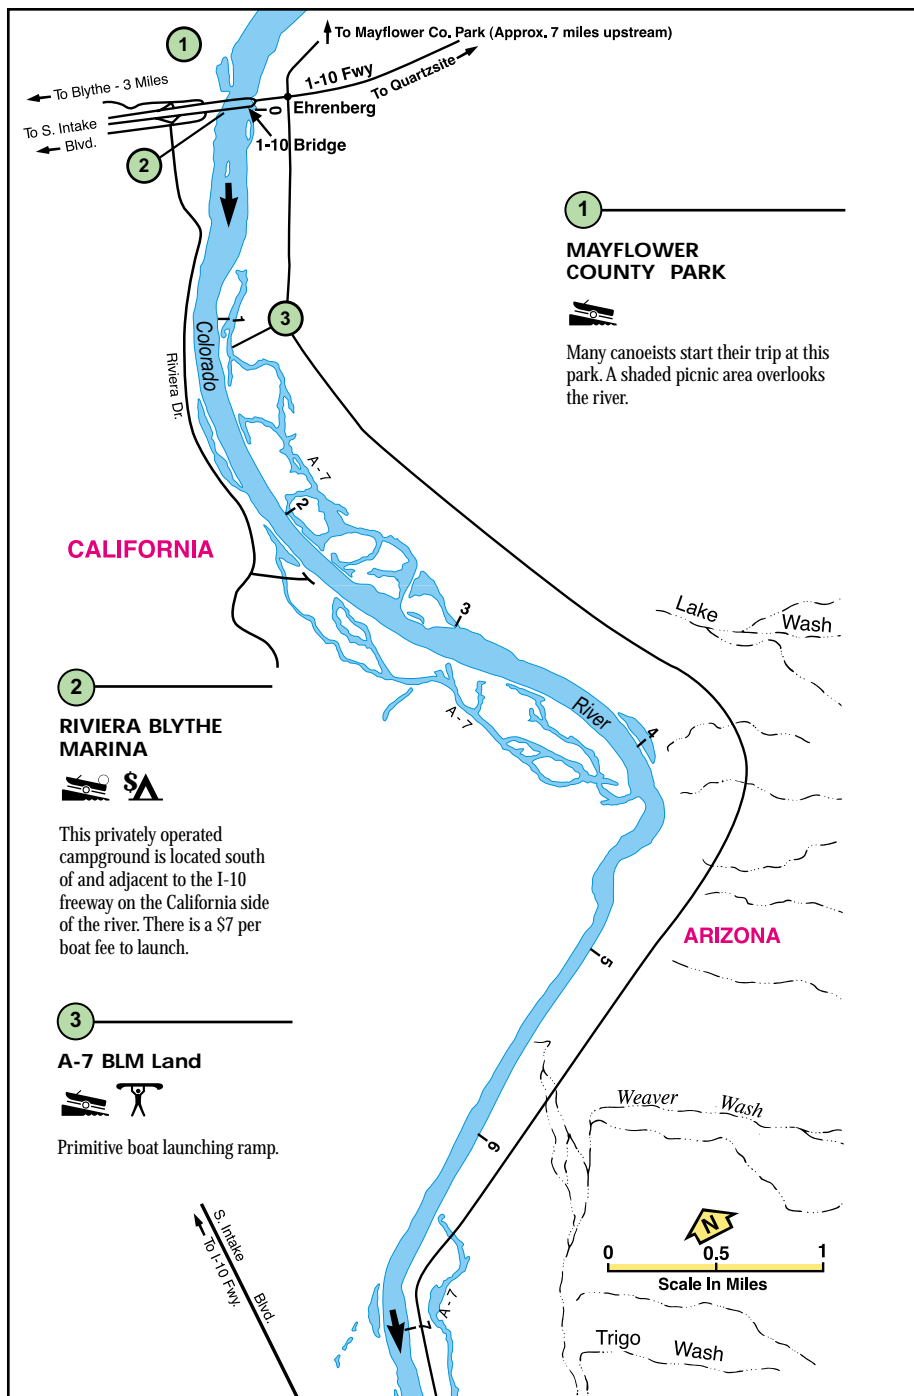 1
To Mayflower Co. Park (Approx. 7 miles upstream)
1-10 Fwy
To Quartzsite
To Blythe - 3 Miles
0
Ehrenberg
To S. Intake
Blvd.
1-10 Bridge
2
1
MAYFLOWER
COUNTY PARK
Many canoeists start their trip at this
park. A shaded picnic area overlooks
the river.
1
3
Colorado
Riviera Dr.
A - 7
2
CALIFORNIA
3
Lake
Wash
2
RIVIERA BLYTHE
MARINA
$
This privately operated
campground is located south
of and adjacent to the I-10
freeway on the California side
of the river. There is a $7 per
boat fee to launch.
A - 7
River
4
ARIZONA
5
3
A-7 BLM Land
Primitive boat launching ramp.
6
Weaver
Wash
N
0 0.5 1
Scale In Miles
S. Intake
Blvd.
To I-10 Fwy.
A - 7
7
Trigo
Wash